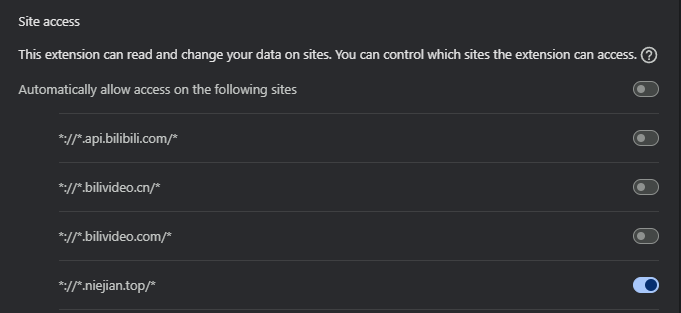 Site access
This extension can read and change your data on sites. You can control which sites the extension can access. ?
Automatically allow access on the following sites
*://*.api.bilibili.com/*
*://*.bilivideo.cn/*
*://*.bilivideo.com/*
*://*.niejian.top/*